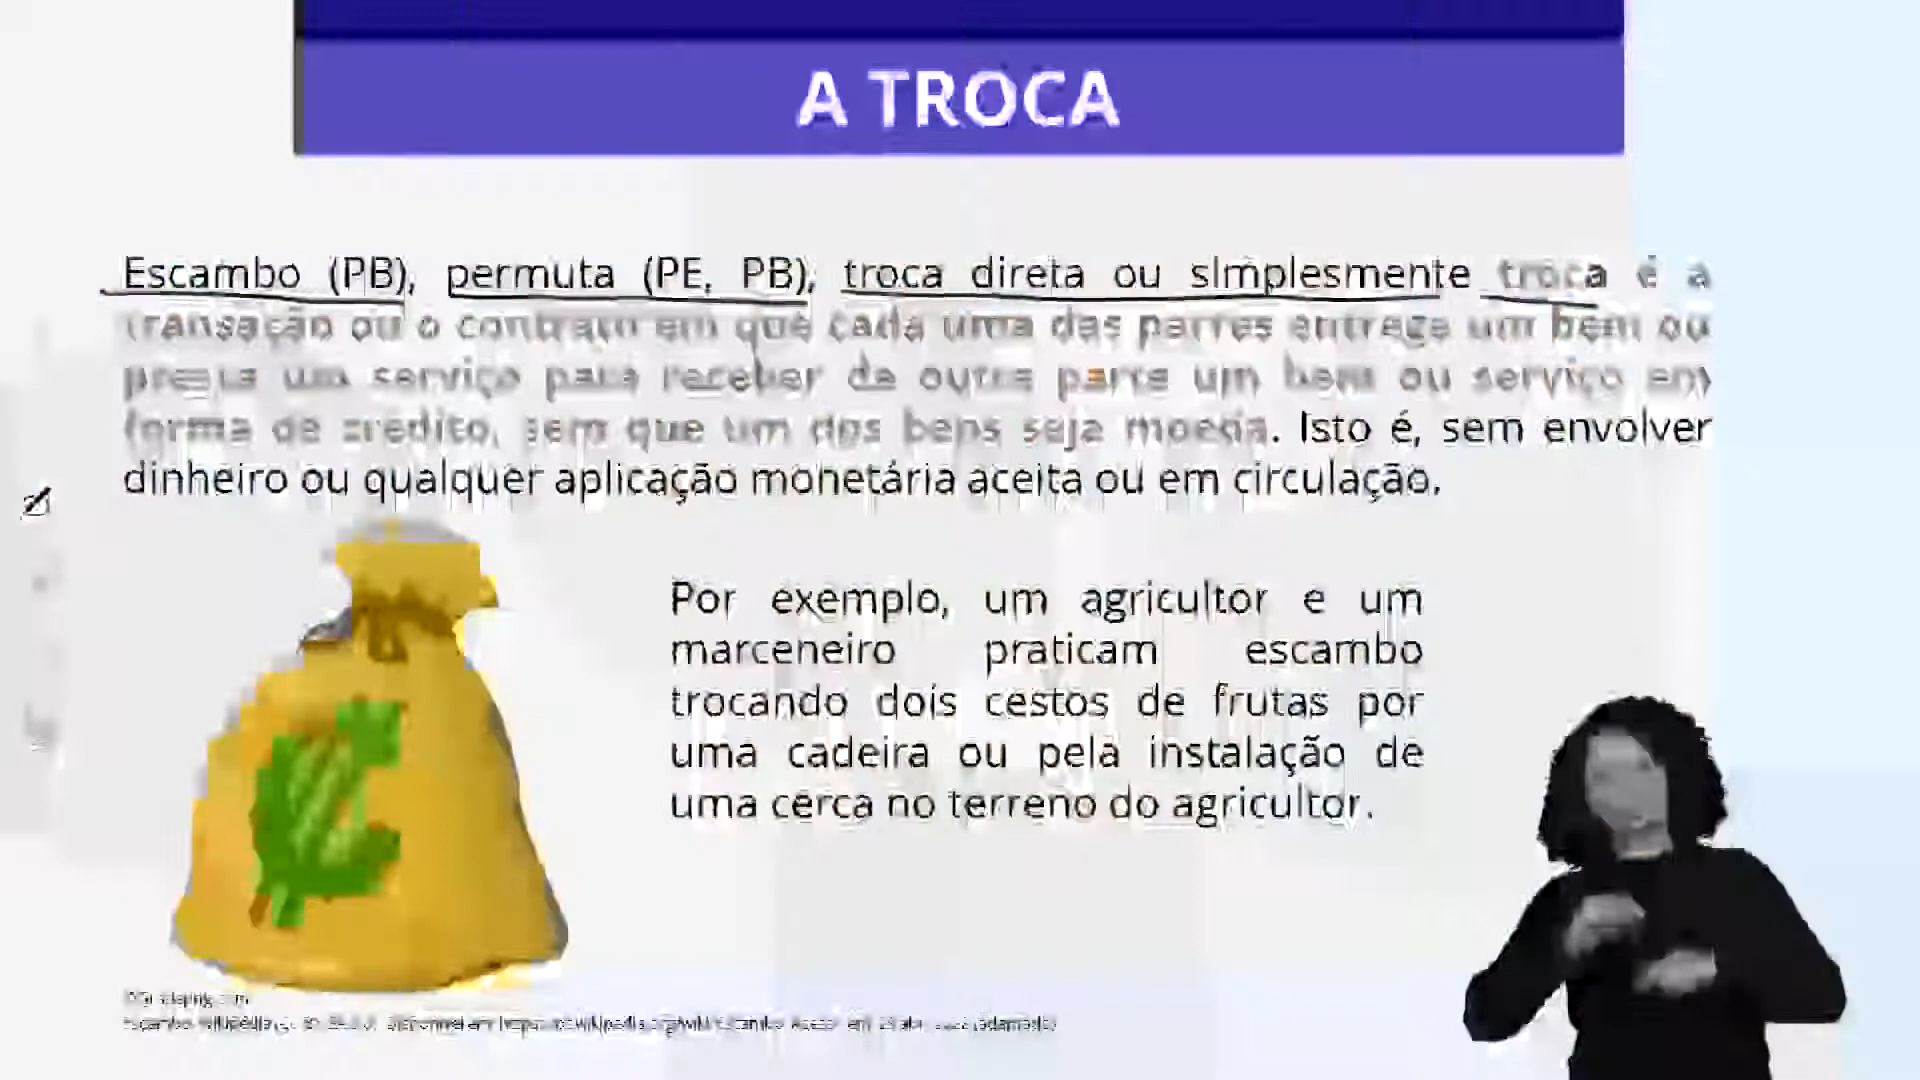 A TROCA
Escambo (PB), permuta (PE, PB), troca direta ou simplesmente troca é a
transação ou o contrato em que cada uma das partes entrega um bem ou
presta um serviço para receber da outra parte um bem ou serviço em
forma de crédito, sem que um dos bens seja moeda. Isto é, sem envolver
dinheiro ou qualquer aplicação monetária aceita ou em circulação.
Por exemplo, um agricultor e um
marceneiro praticam escambo
trocando dois cestos de frutas por
uma cadeira ou pela instalação de
uma cerca no terreno do agricultor.